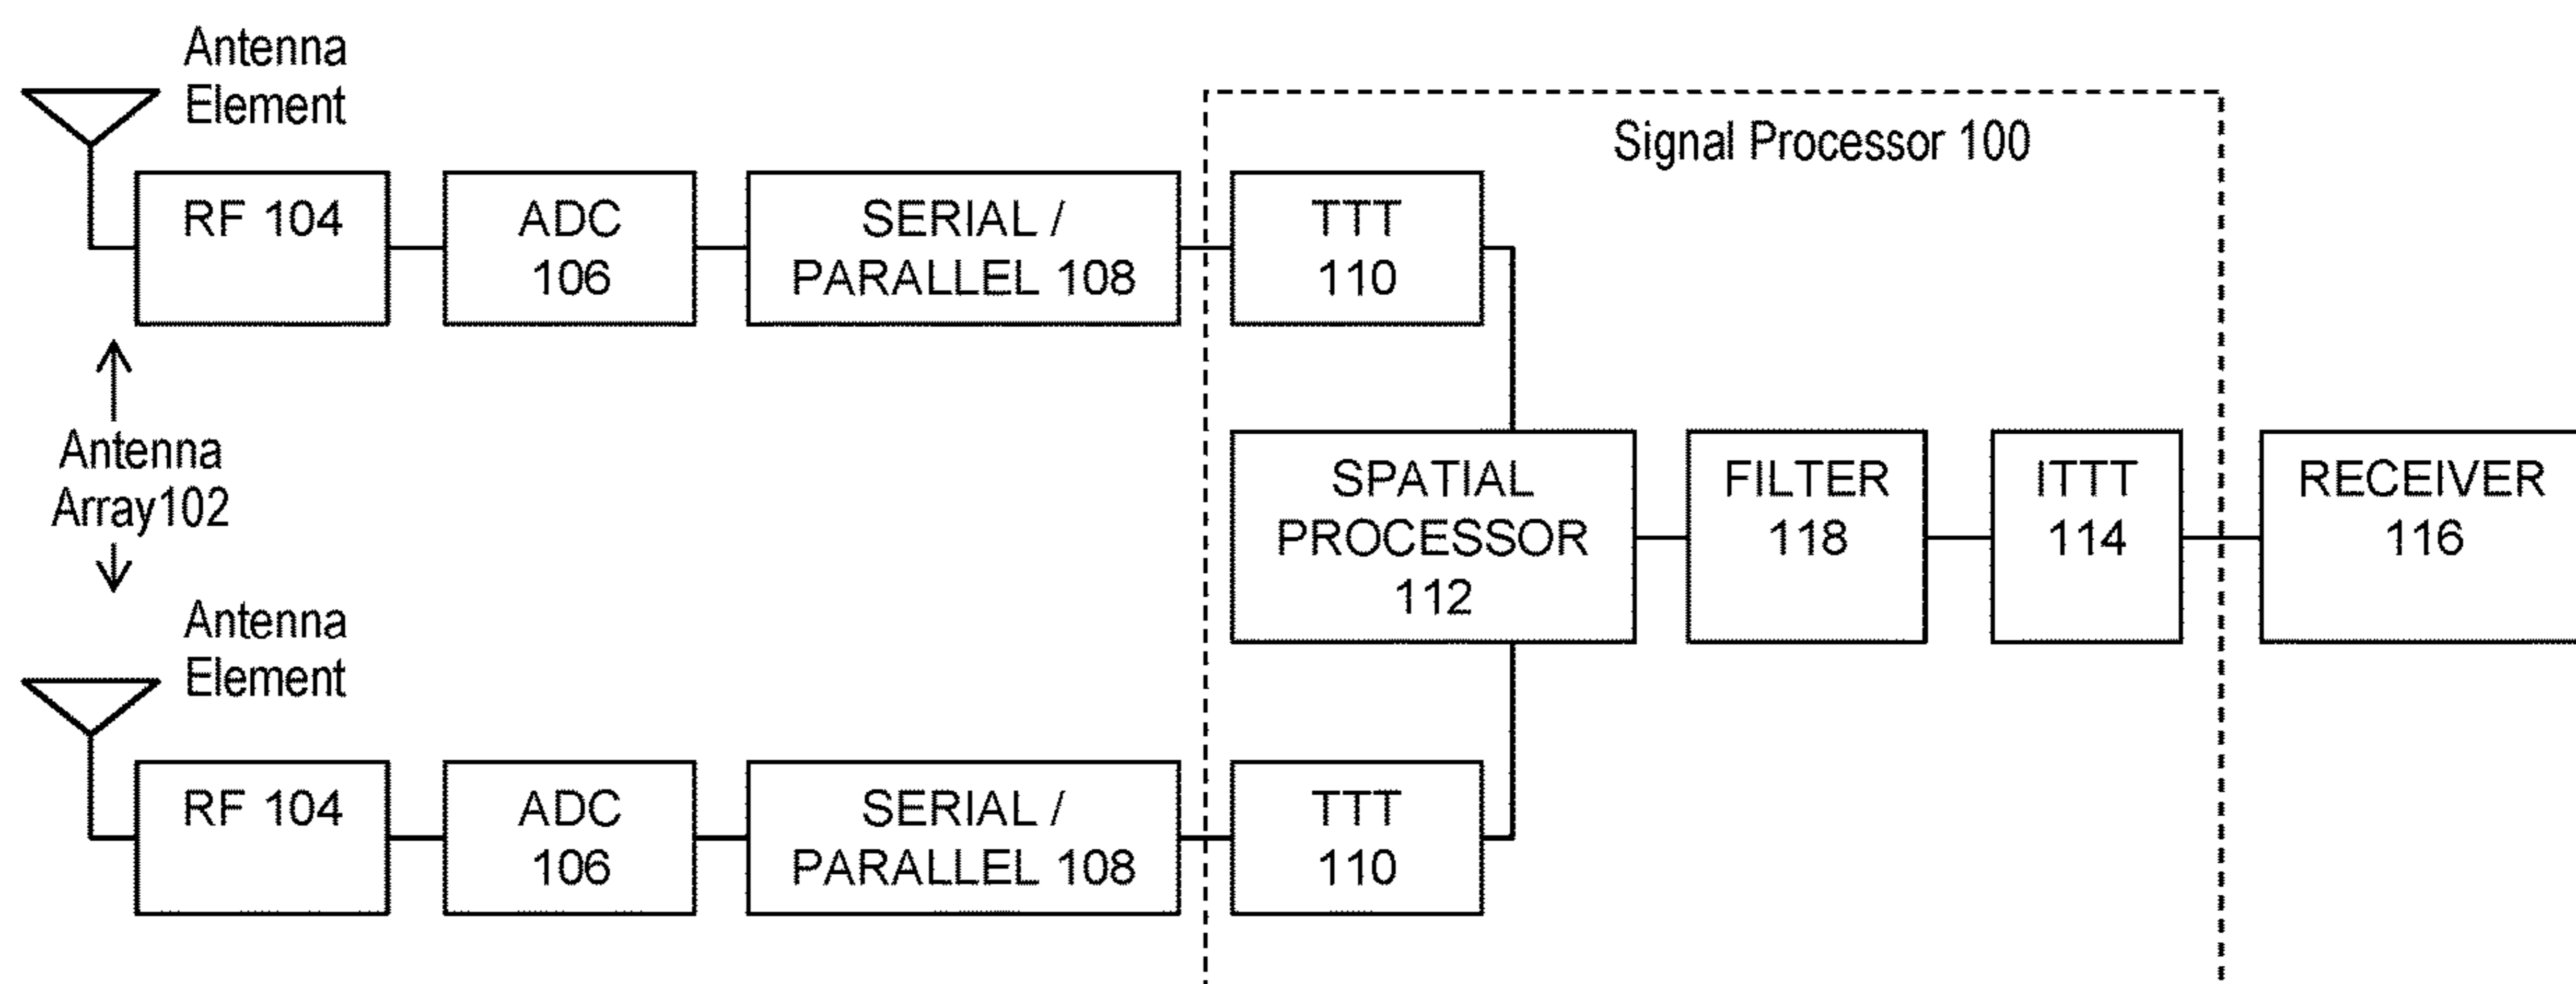 Antenna
Element
Signal Processor 100
RF 104
ADC
106
SERIAL /
PARALLEL 108
TTT
110
Antenna
Array102
SPATIAL
PROCESSOR
112
FILTER
118
ITTT
114
RECEIVER
116
Antenna
Element
RF 104
ADC
106
SERIAL /
PARALLEL 108
TTT
110